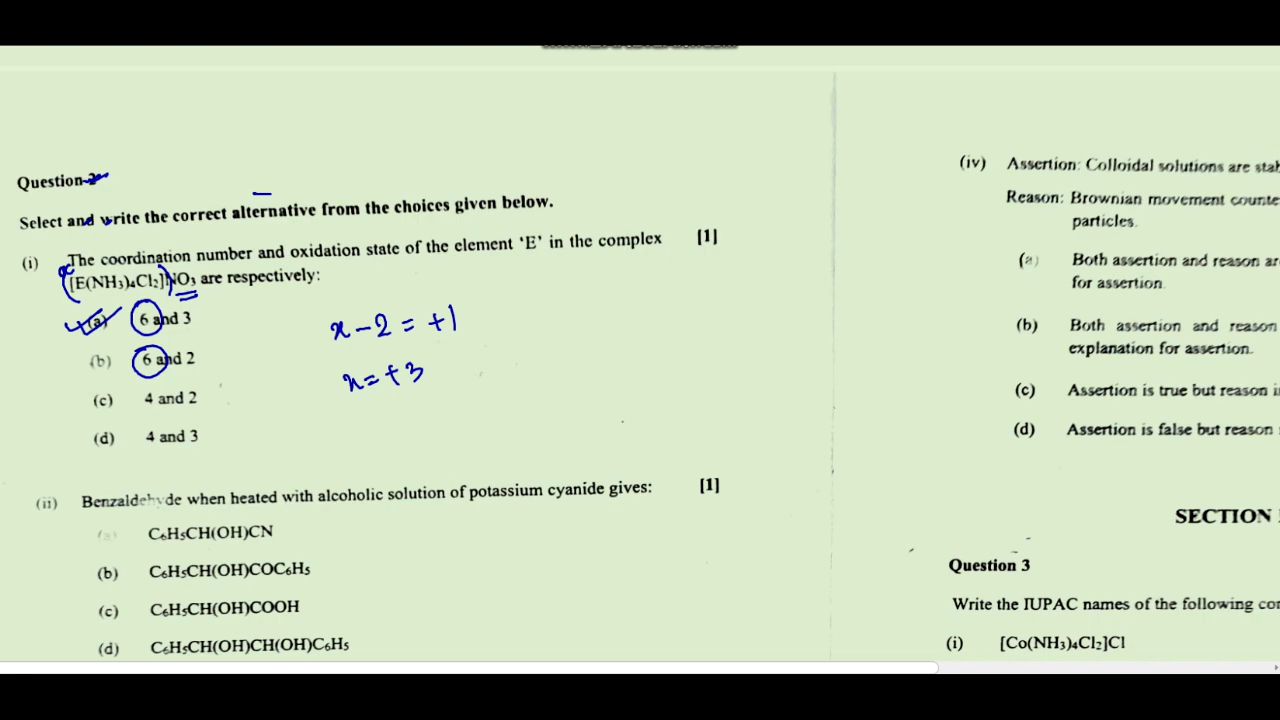 Question 2
Select and write the correct alternative from the choices given below.
(i) The coordination number and oxidation state of the element ‘E’ in the complex [1]
[E(NH₃)₄Cl₂]NO₃ are respectively:
x
(a) 6 and 3
(b) 6 and 2
(c) 4 and 2
(d) 4 and 3
x - 2 = +1
x = +3
(ii) Benzaldehyde when heated with alcoholic solution of potassium cyanide gives: [1]
(a) C₆H₅CH(OH)CN
(b) C₆H₅CH(OH)COC₆H₅
(c) C₆H₅CH(OH)COOH
(d) C₆H₅CH(OH)CH(OH)C₆H₅
(iv) Assertion: Colloidal solutions are stab
Reason: Brownian movement counte
particles.
(a) Both assertion and reason ar
for assertion.
(b) Both assertion and reason
explanation for assertion.
(c) Assertion is true but reason i
(d) Assertion is false but reason
SECTION
Question 3
Write the IUPAC names of the following co
(i) [Co(NH₃)₄Cl₂]Cl